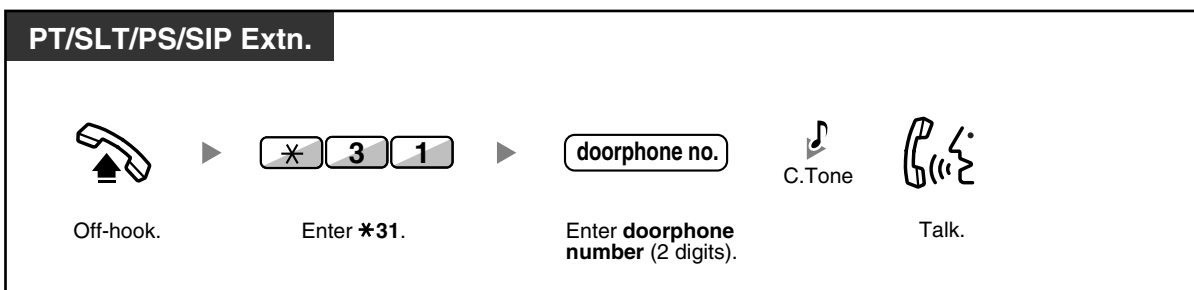 PT/SLT/PS/SIP Extn.
✳ 3 1
doorphone no.
C.Tone
Off-hook.
Enter ✳31.
Enter doorphone
number (2 digits).
Talk.